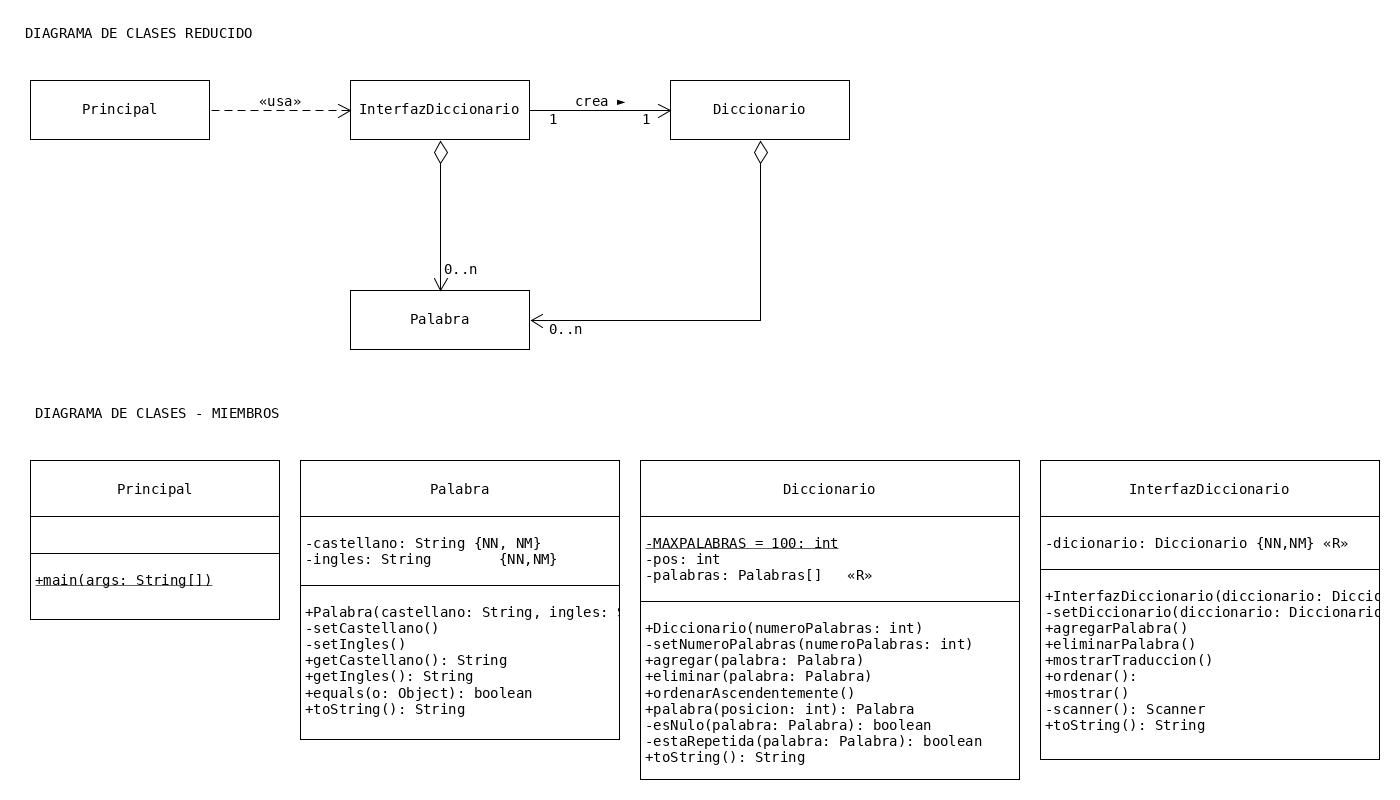 DIAGRAMA DE CLASES REDUCIDO
Principal
«usa»
InterfazDiccionario
crea ►
1
1
Diccionario
0..n
Palabra
0..n
DIAGRAMA DE CLASES - MIEMBROS
Principal
+main(args: String[])
Palabra
-castellano: String {NN, NM}
-ingles: String {NN,NM}
+Palabra(castellano: String, ingles:
-setCastellano()
-setIngles()
+getCastellano(): String
+getIngles(): String
+equals(o: Object): boolean
+toString(): String
Diccionario
-MAXPALABRAS = 100: int
-pos: int
-palabras: Palabras[] «R»
+Diccionario(numeroPalabras: int)
-setNumeroPalabras(numeroPalabras: int)
+agregar(palabra: Palabra)
+eliminar(palabra: Palabra)
+ordenarAscendentemente()
+palabra(posicion: int): Palabra
-esNulo(palabra: Palabra): boolean
-estaRepetida(palabra: Palabra): boolean
+toString(): String
InterfazDiccionario
-dicionario: Diccionario {NN,NM} «R»
+InterfazDiccionario(diccionario: Diccio
-setDiccionario(diccionario: Diccionario
+agregarPalabra()
+eliminarPalabra()
+mostrarTraduccion()
+ordenar():
+mostrar()
-scanner(): Scanner
+toString(): String